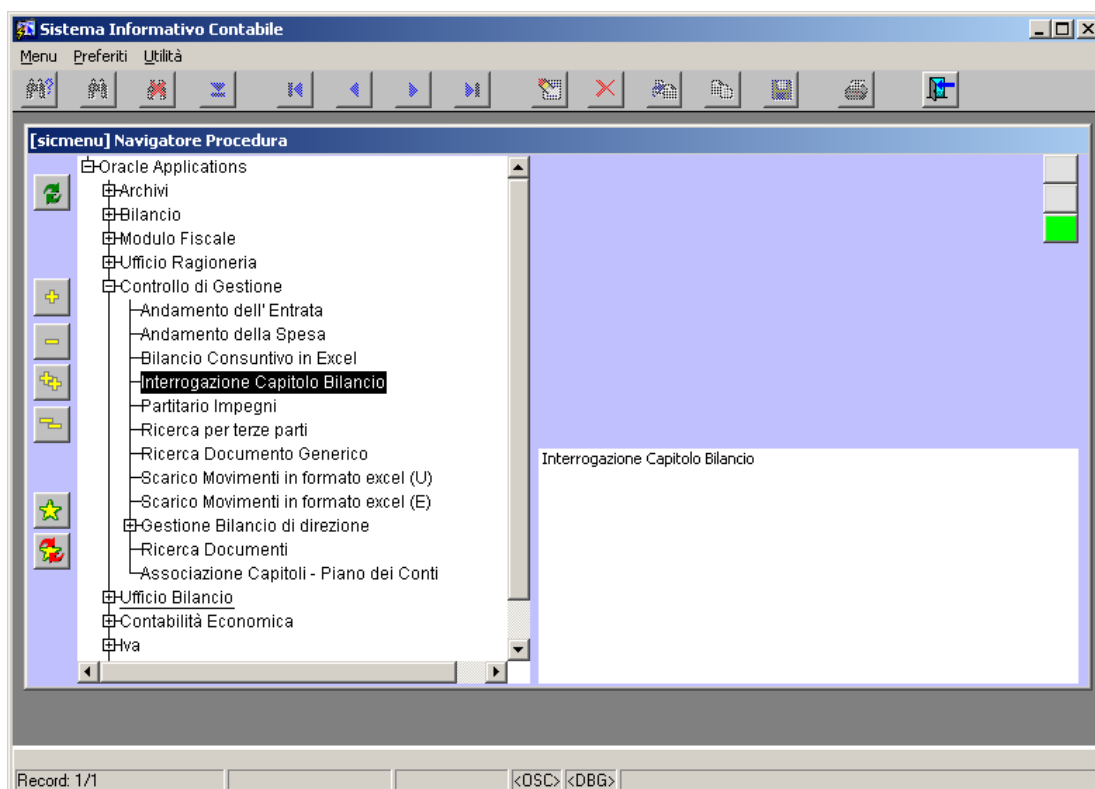 Sistema Informativo Contabile
Menu Preferiti Utilità
[sicmenu] Navigatore Procedura
Oracle Applications
Archivi
Bilancio
Modulo Fiscale
Ufficio Ragioneria
Controllo di Gestione
Andamento dell' Entrata
Andamento della Spesa
Bilancio Consuntivo in Excel
Interrogazione Capitolo Bilancio
Partitario Impegni
Ricerca per terze parti
Ricerca Documento Generico
Scarico Movimenti in formato excel (U)
Scarico Movimenti in formato excel (E)
Gestione Bilancio di direzione
Ricerca Documenti
Associazione Capitoli - Piano dei Conti
Ufficio Bilancio
Contabilità Economica
Iva
Interrogazione Capitolo Bilancio
Record: 1/1 <OSC> <DBG>